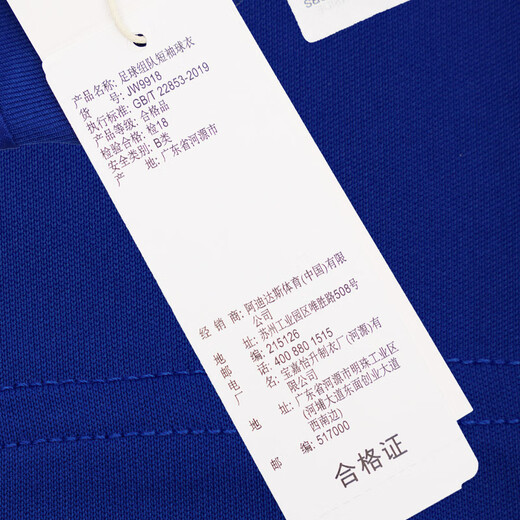 产品名称: 足球组队短袖球衣
货 号: JW9918
执行标准: GB/T 22853-2019
产品等级: 合格品
检验合格: 检18
安全类别: B类
产 地: 广东省河源市
经 销 商: 阿迪达斯体育(中国)有限
公司
地 址: 苏州工业园区唯胜路508号
邮 编: 215126
电 话: 400 880 1515
厂 名: 宝嘉怡升制衣厂(河源)有
限公司
厂 址: 广东省河源市明珠工业区
(河埔大道东面创业大道
西南边)
邮 编: 517000
合格证